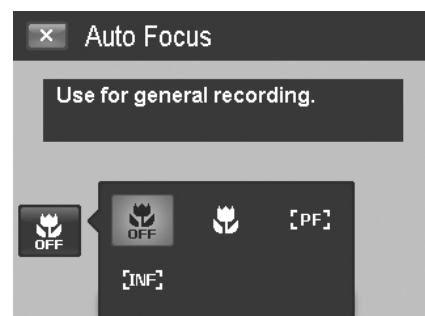 Auto Focus
Use for general recording.
OFF
OFF
[PF]
[INF]